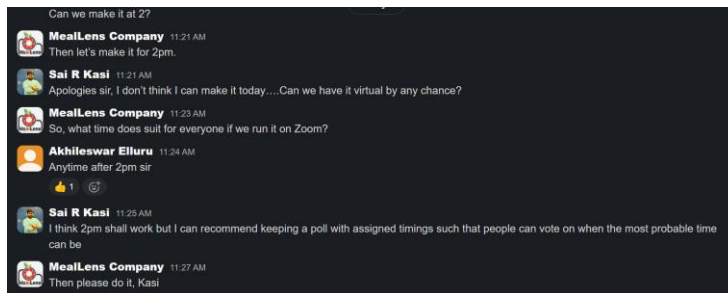 Can we make it at 2?
MealLens Company 11:21 AM
Then let's make it for 2pm.
Sai R Kasi 11:21 AM
Apologies sir, I don't think I can make it today....Can we have it virtual by any chance?
MealLens Company 11:23 AM
So, what time does suit for everyone if we run it on Zoom?
Akhileswar Elluru 11:24 AM
Anytime after 2pm sir
1
Sai R Kasi 11:25 AM
I think 2pm shall work but I can recommend keeping a poll with assigned timings such that people can vote on when the most probable time
can be
MealLens Company 11:27 AM
Then please do it, Kasi